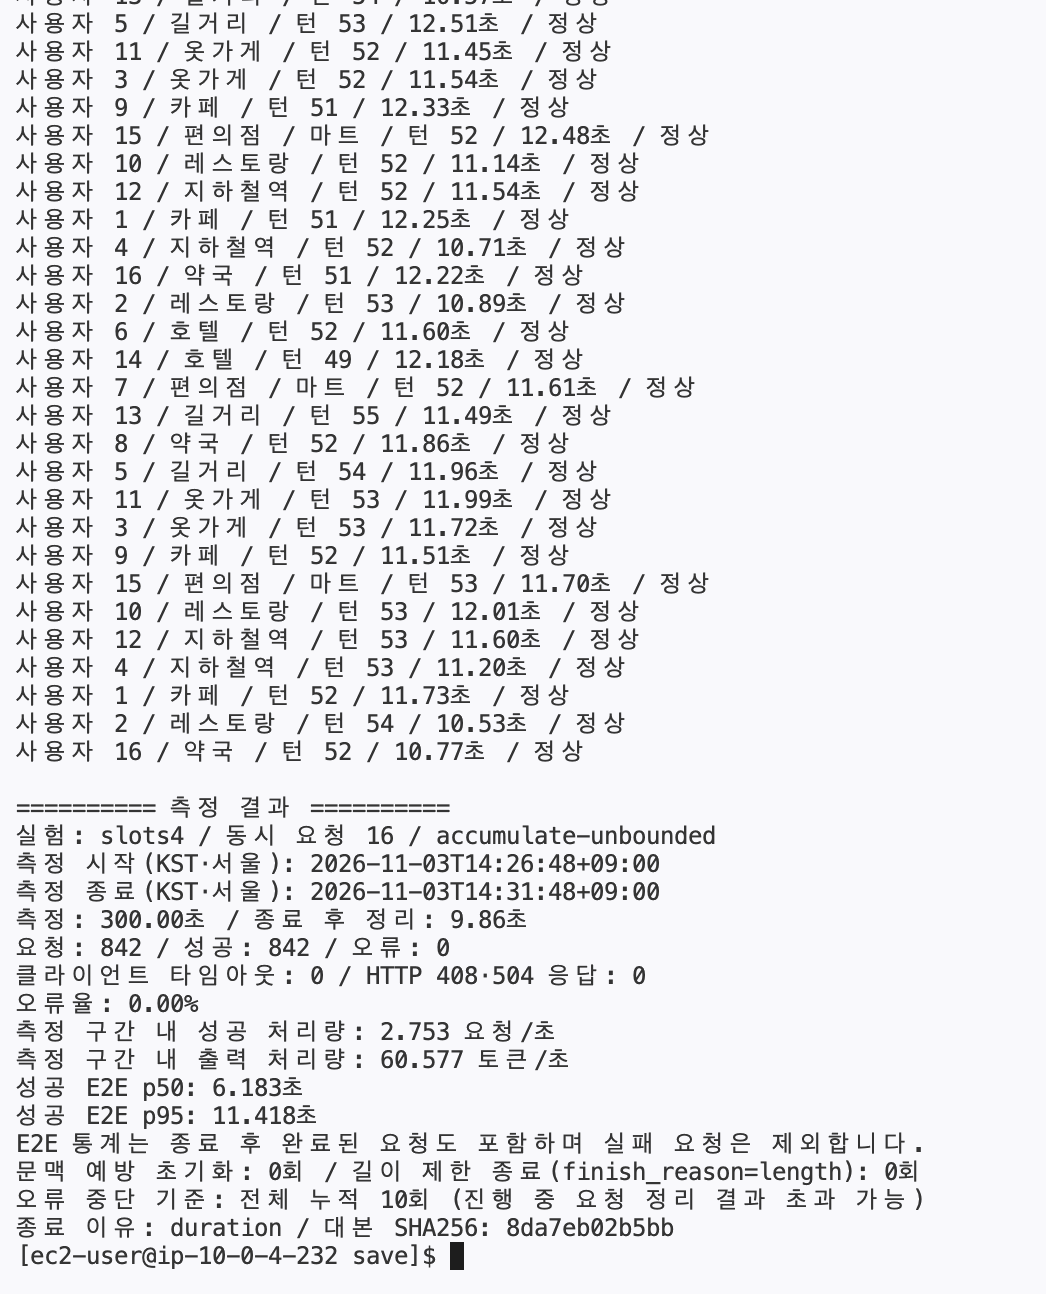 사용자 5 / 길거리 / 턴 53 / 12.51초 / 정상
사용자 11 / 옷가게 / 턴 52 / 11.45초 / 정상
사용자 3 / 옷가게 / 턴 52 / 11.54초 / 정상
사용자 9 / 카페 / 턴 51 / 12.33초 / 정상
사용자 15 / 편의점 / 마트 / 턴 52 / 12.48초 / 정상
사용자 10 / 레스토랑 / 턴 52 / 11.14초 / 정상
사용자 12 / 지하철역 / 턴 52 / 11.54초 / 정상
사용자 1 / 카페 / 턴 51 / 12.25초 / 정상
사용자 4 / 지하철역 / 턴 52 / 10.71초 / 정상
사용자 16 / 약국 / 턴 51 / 12.22초 / 정상
사용자 2 / 레스토랑 / 턴 53 / 10.89초 / 정상
사용자 6 / 호텔 / 턴 52 / 11.60초 / 정상
사용자 14 / 호텔 / 턴 49 / 12.18초 / 정상
사용자 7 / 편의점 / 마트 / 턴 52 / 11.61초 / 정상
사용자 13 / 길거리 / 턴 55 / 11.49초 / 정상
사용자 8 / 약국 / 턴 52 / 11.86초 / 정상
사용자 5 / 길거리 / 턴 54 / 11.96초 / 정상
사용자 11 / 옷가게 / 턴 53 / 11.99초 / 정상
사용자 3 / 옷가게 / 턴 53 / 11.72초 / 정상
사용자 9 / 카페 / 턴 52 / 11.51초 / 정상
사용자 15 / 편의점 / 마트 / 턴 53 / 11.70초 / 정상
사용자 10 / 레스토랑 / 턴 53 / 12.01초 / 정상
사용자 12 / 지하철역 / 턴 53 / 11.60초 / 정상
사용자 4 / 지하철역 / 턴 53 / 11.20초 / 정상
사용자 1 / 카페 / 턴 52 / 11.73초 / 정상
사용자 2 / 레스토랑 / 턴 54 / 10.53초 / 정상
사용자 16 / 약국 / 턴 52 / 10.77초 / 정상
========== 측정 결과 ==========
실험: slots4 / 동시 요청 16 / accumulate-unbounded
측정 시작(KST·서울): 2026-11-03T14:26:48+09:00
측정 종료(KST·서울): 2026-11-03T14:31:48+09:00
측정: 300.00초 / 종료 후 정리: 9.86초
요청: 842 / 성공: 842 / 오류: 0
클라이언트 타임아웃: 0 / HTTP 408·504 응답: 0
오류율: 0.00%
측정 구간 내 성공 처리량: 2.753 요청/초
측정 구간 내 출력 처리량: 60.577 토큰/초
성공 E2E p50: 6.183초
성공 E2E p95: 11.418초
E2E 통계는 종료 후 완료된 요청도 포함하며 실패 요청은 제외합니다.
문맥 예방 초기화: 0회 / 길이 제한 종료(finish_reason=length): 0회
오류 중단 기준: 전체 누적 10회 (진행 중 요청 정리 결과 초과 가능)
종료 이유: duration / 대본 SHA256: 8da7eb02b5bb
[ec2-user@ip-10-0-4-232 save]$